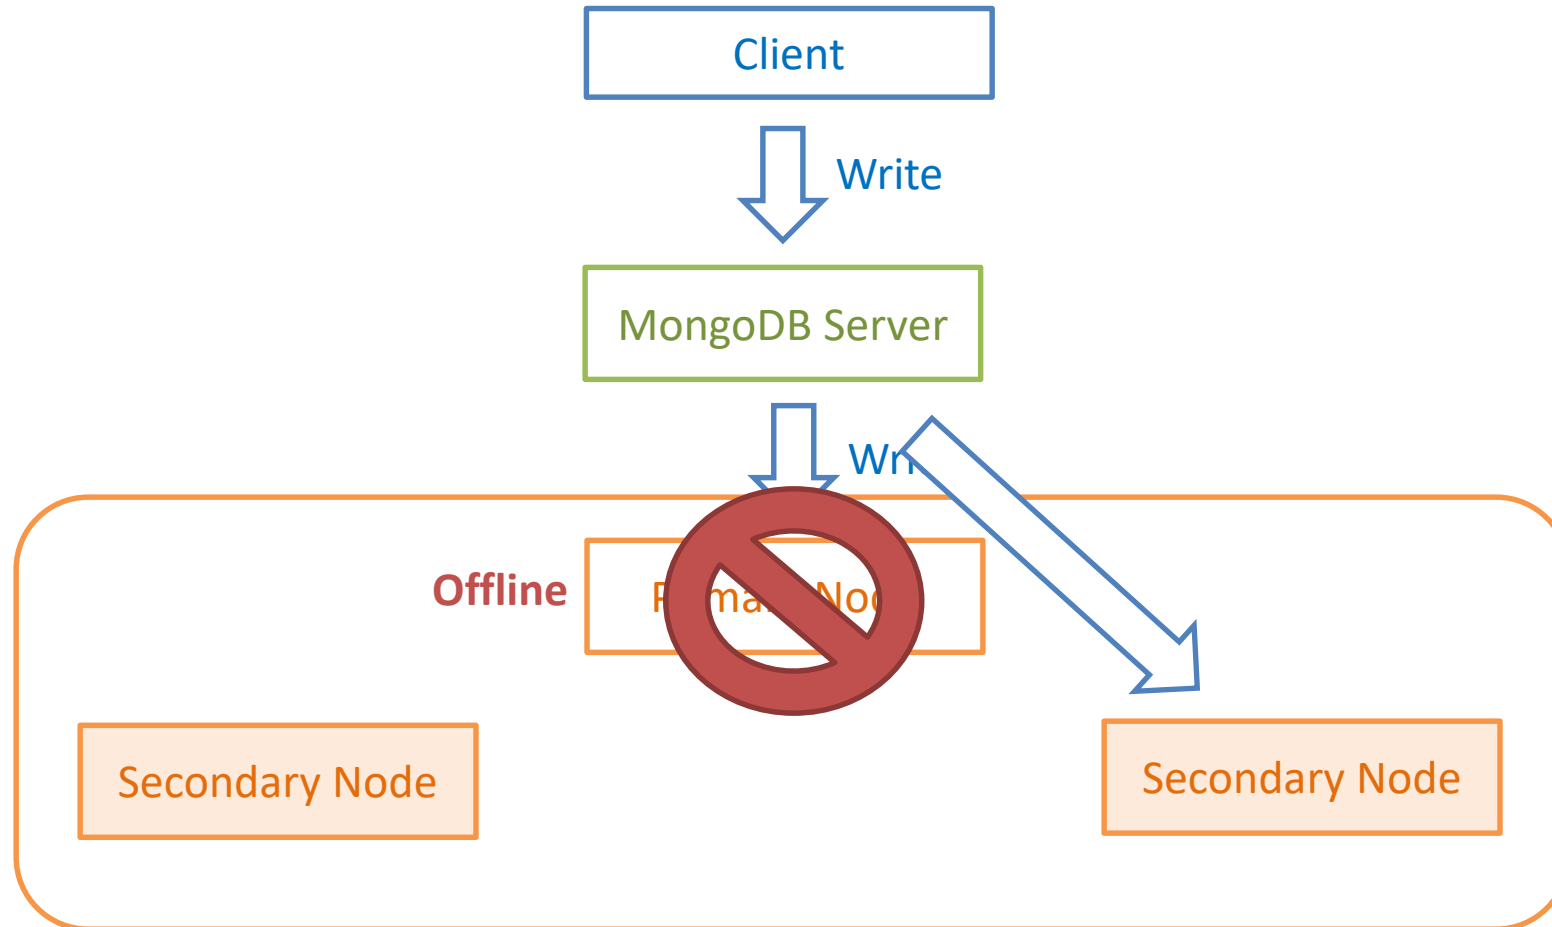 Client
Write
MongoDB Server
Offline
Secondary Node
Secondary Node